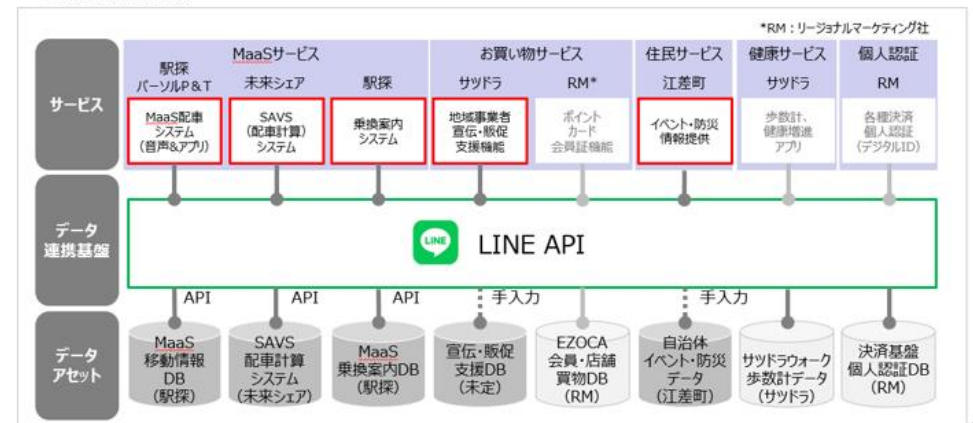 *RM：リージョナルマーケティング社
サービス
MaaSサービス
お買い物サービス
住民サービス
健康サービス
個人認証
駅探
パーソルP&T
未来シェア
駅探
サツドラ
RM*
江差町
サツドラ
RM
MaaS配車
システム
(音声&アプリ)
SAVS
(配車計算)
システム
乗換案内
システム
地域事業者
宣伝・販促
支援機能
ポイント
カード
会員証機能
イベント・防災
情報提供
歩数計、
健康増進
アプリ
各種決済
個人認証
(デジタルID)
データ
連携基盤
LINE
LINE API
API
API
API
手入力
手入力
データ
アセット
MaaS
移動情報
DB
(駅探)
SAVS
配車計算
システム
(未来シェア)
MaaS
乗換案内DB
(駅探)
宣伝・販促
支援DB
(未定)
EZOCA
会員・店舗
買物DB
(RM)
自治体
イベント・防災
データ
(江差町)
サツドラウォーク
歩数計データ
(サツドラ)
決済基盤
個人認証DB
(RM)